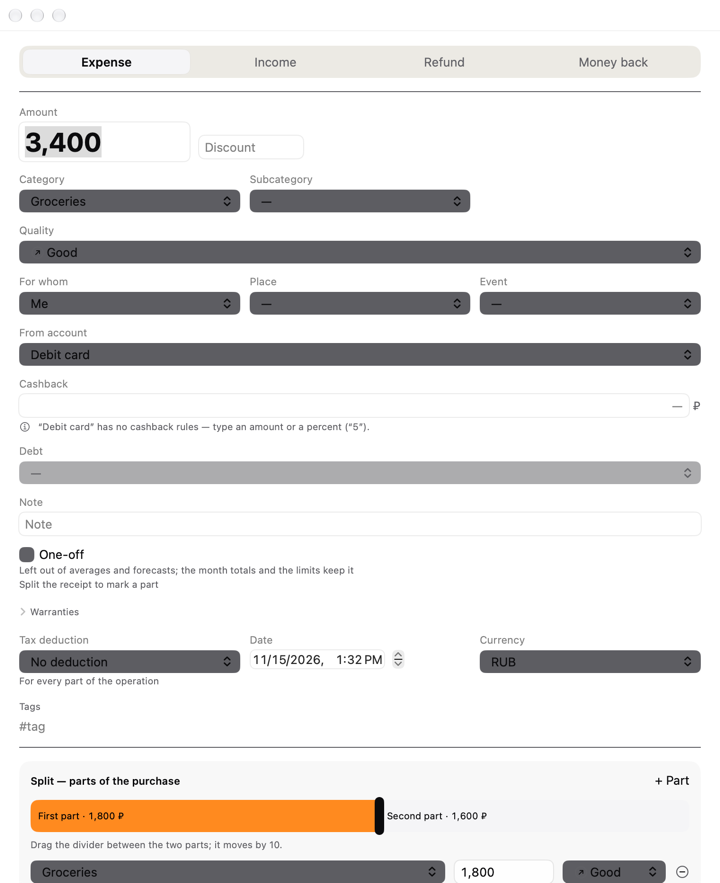 Expense Income Refund Money back
Amount
3,400 Discount
Category Subcategory
Groceries —
Quality
↗ Good
For whom Place Event
Me — —
From account
Debit card
Cashback
— ₽
“Debit card” has no cashback rules — type an amount or a percent (“5”).
Debt
—
Note
Note
One-off
Left out of averages and forecasts; the month totals and the limits keep it
Split the receipt to mark a part
Warranties
Tax deduction Date Currency
No deduction 11/15/2026, 1:32 PM RUB
For every part of the operation
Tags
#tag
Split — parts of the purchase + Part
First part · 1,800 ₽ Second part · 1,600 ₽
Drag the divider between the two parts; it moves by 10.
Groceries 1,800 ↗ Good